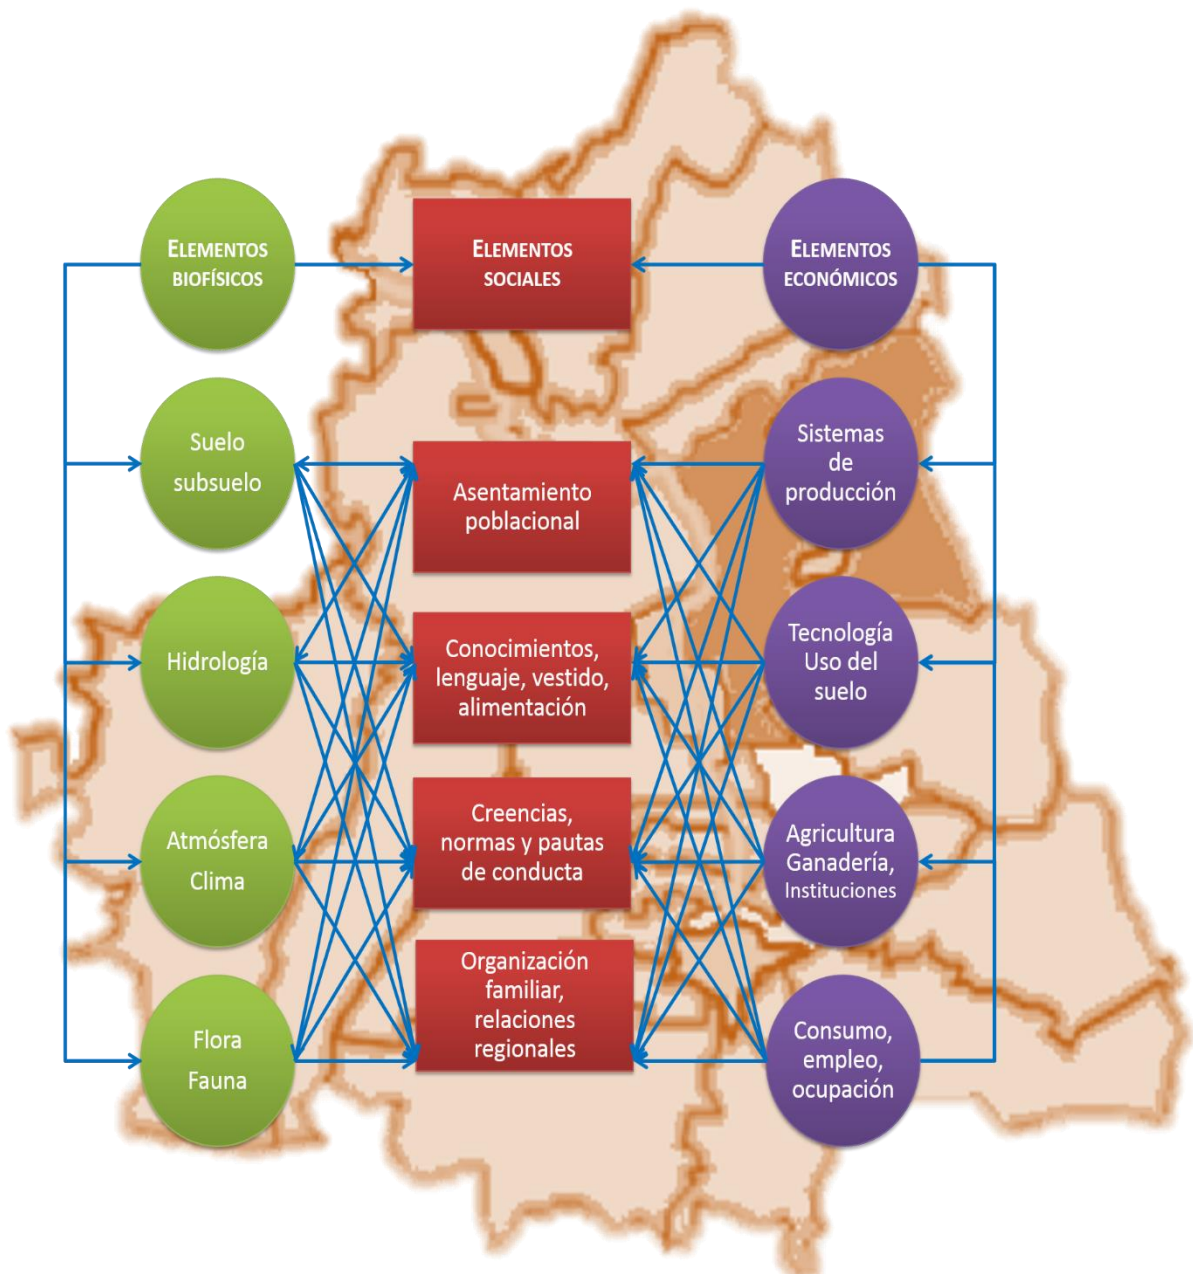 ELEMENTOS
BIOFÍSICOS
ELEMENTOS
SOCIALES
ELEMENTOS
ECONÓMICOS
Suelo
subsuelo
Asentamiento
poblacional
Sistemas
de
producción
Hidrología
Conocimientos,
lenguaje, vestido,
alimentación
Tecnología
Uso del
suelo
Atmósfera
Clima
Creencias,
normas y pautas
de conducta
Agricultura
Ganadería,
Instituciones
Flora
Fauna
Organización
familiar,
relaciones
regionales
Consumo,
empleo,
ocupación